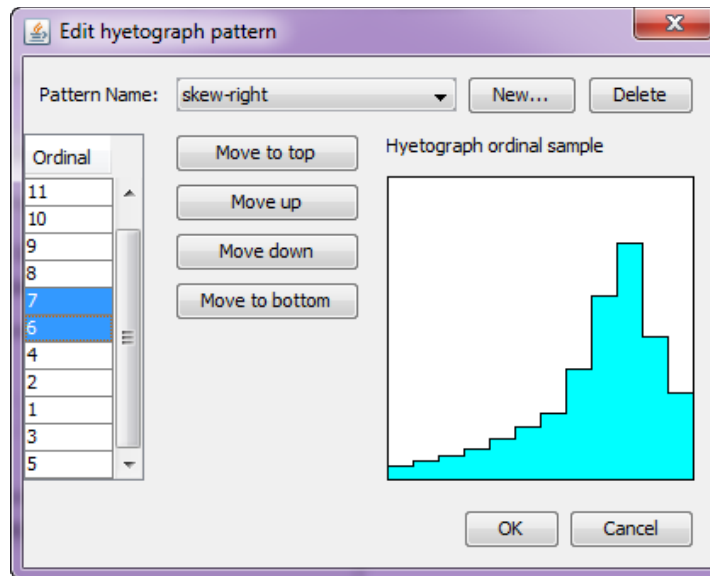 Edit hyetograph pattern
Pattern Name: skew-right New... Delete
Ordinal
11
10
9
8
7
6
4
2
1
3
5
Move to top
Move up
Move down
Move to bottom
Hyetograph ordinal sample
OK Cancel